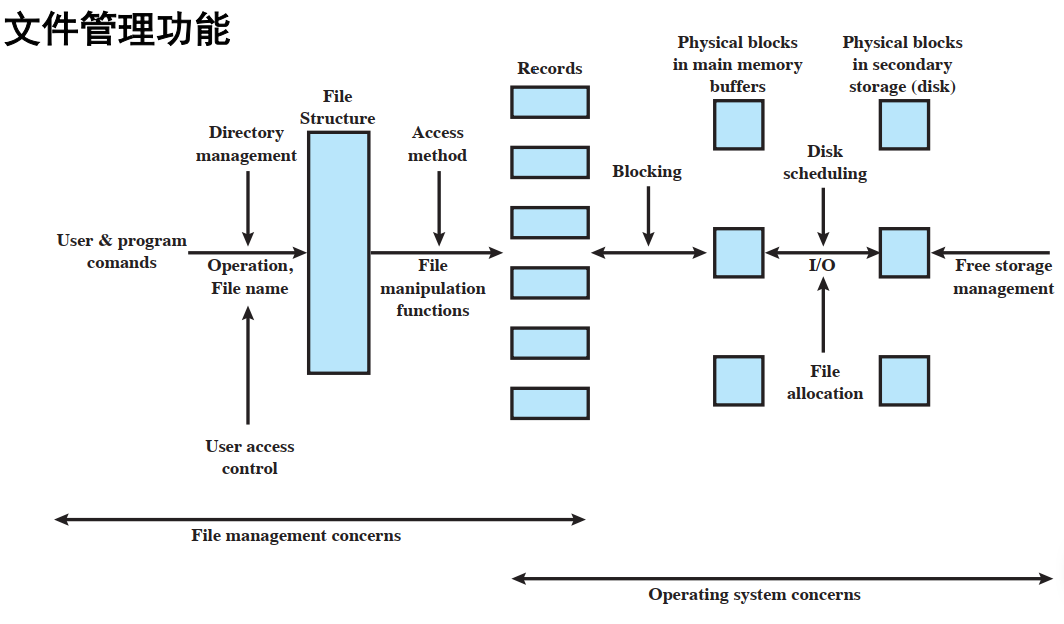 文件管理功能
Physical blocks
in main memory
buffers
Physical blocks
in secondary
storage (disk)
Records
File
Structure
Directory
management
Access
method
Blocking
Disk
scheduling
User & program
comands
Operation,
File name
File
manipulation
functions
I/O
Free storage
management
File
allocation
User access
control
File management concerns
Operating system concerns